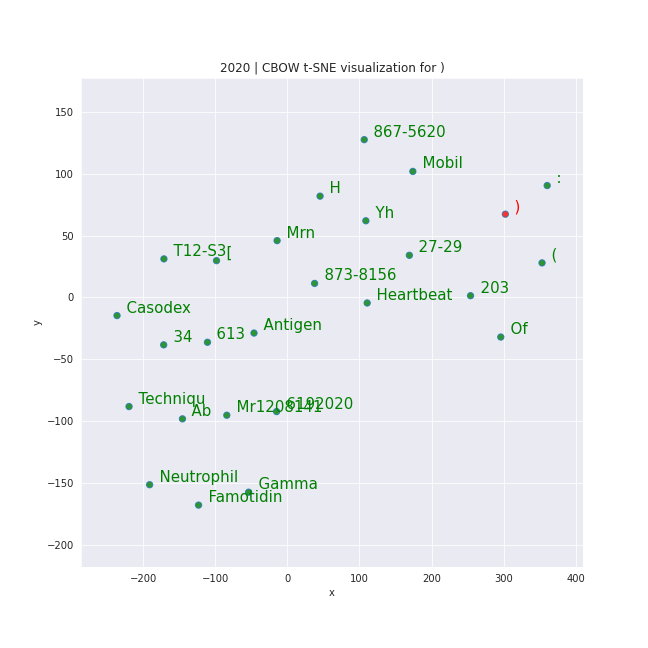 2020 | CBOW t-SNE visualization for )
150
100
50
0
−50
−100
−150
−200
y
867-5620
Mobil
:
H
)
Yh
Mrn
27-29
(
T12-S3
[
873-8156
203
Heartbeat
Casodex
Antigen
Of
34
613
Techniqu
Ab
Mr1208141
6192020
Neutrophil
Gamma
Famotidin
−200
−100
0
100
200
300
400
x